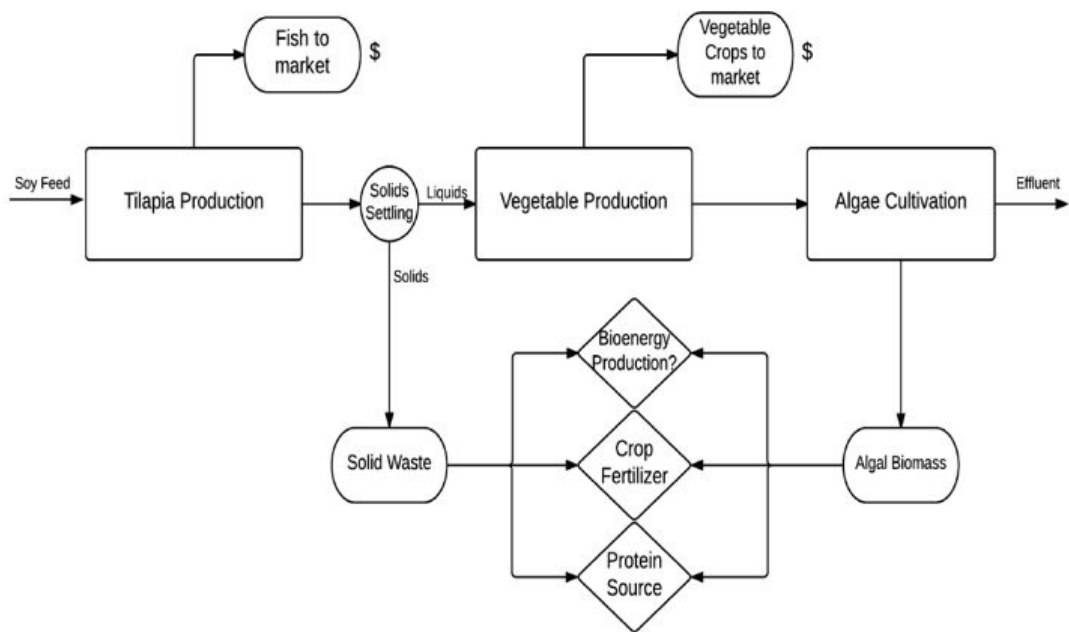 Fish to
market
$
Vegetable
Crops to
market
$
Soy Feed
Tilapia Production
Solids
Settling
Liquids
Vegetable Production
Algae Cultivation
Effluent
Solids
Bioenergy
Production?
Solid Waste
Crop
Fertilizer
Algal Biomass
Protein
Source